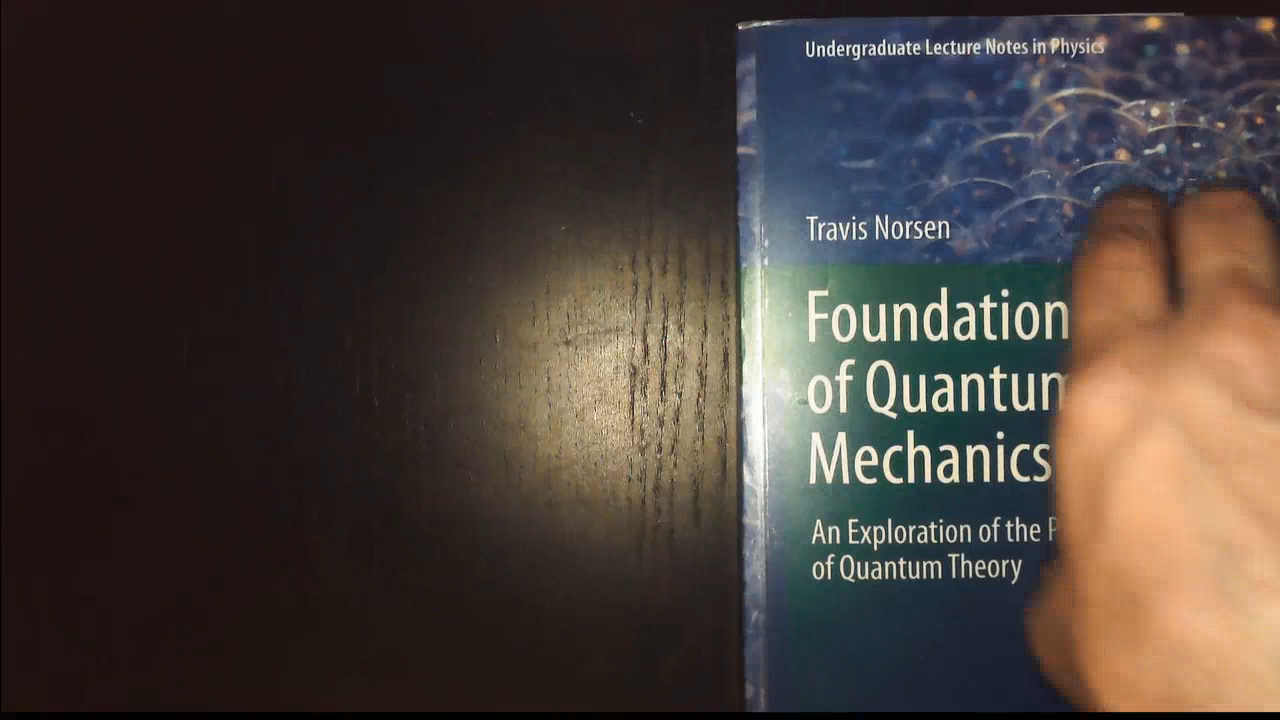 Undergraduate Lecture Notes in Physics
Travis Norsen
Foundation
of Quantum
Mechanics
An Exploration of the P
of Quantum Theory